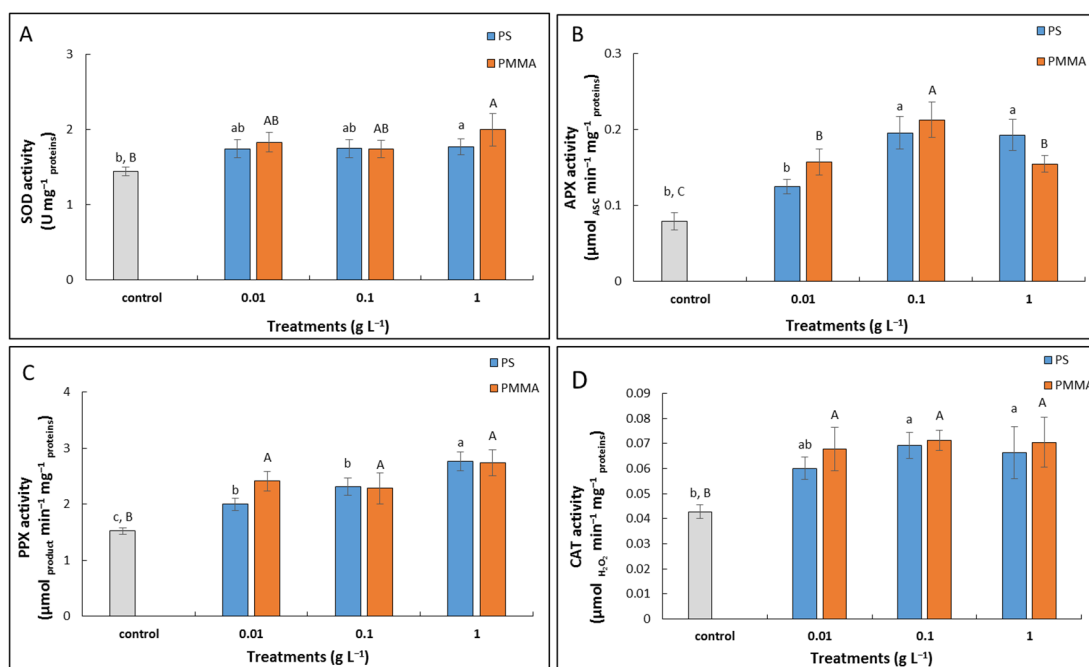 A
PS
PMMA
3
2
1
0
SOD activity
(U mg⁻¹ proteins)
b, B
ab
AB
ab
AB
a
A
control
0.01
0.1
1
Treatments (g L⁻¹)
B
PS
PMMA
0.3
0.2
0.1
0
APX activity
(μmol ASC min⁻¹ mg⁻¹ proteins)
b, C
b
B
a
A
a
B
control
0.01
0.1
1
Treatments (g L⁻¹)
C
PS
PMMA
4
3
2
1
0
PPX activity
(μmol product min⁻¹ mg⁻¹ proteins)
c, B
b
A
b
A
a
A
control
0.01
0.1
1
Treatments (g L⁻¹)
D
PS
PMMA
0.09
0.08
0.07
0.06
0.05
0.04
0.03
0.02
0.01
0
CAT activity
(μmol H₂O₂ min⁻¹ mg⁻¹ proteins)
b, B
ab
A
a
A
a
A
control
0.01
0.1
1
Treatments (g L⁻¹)